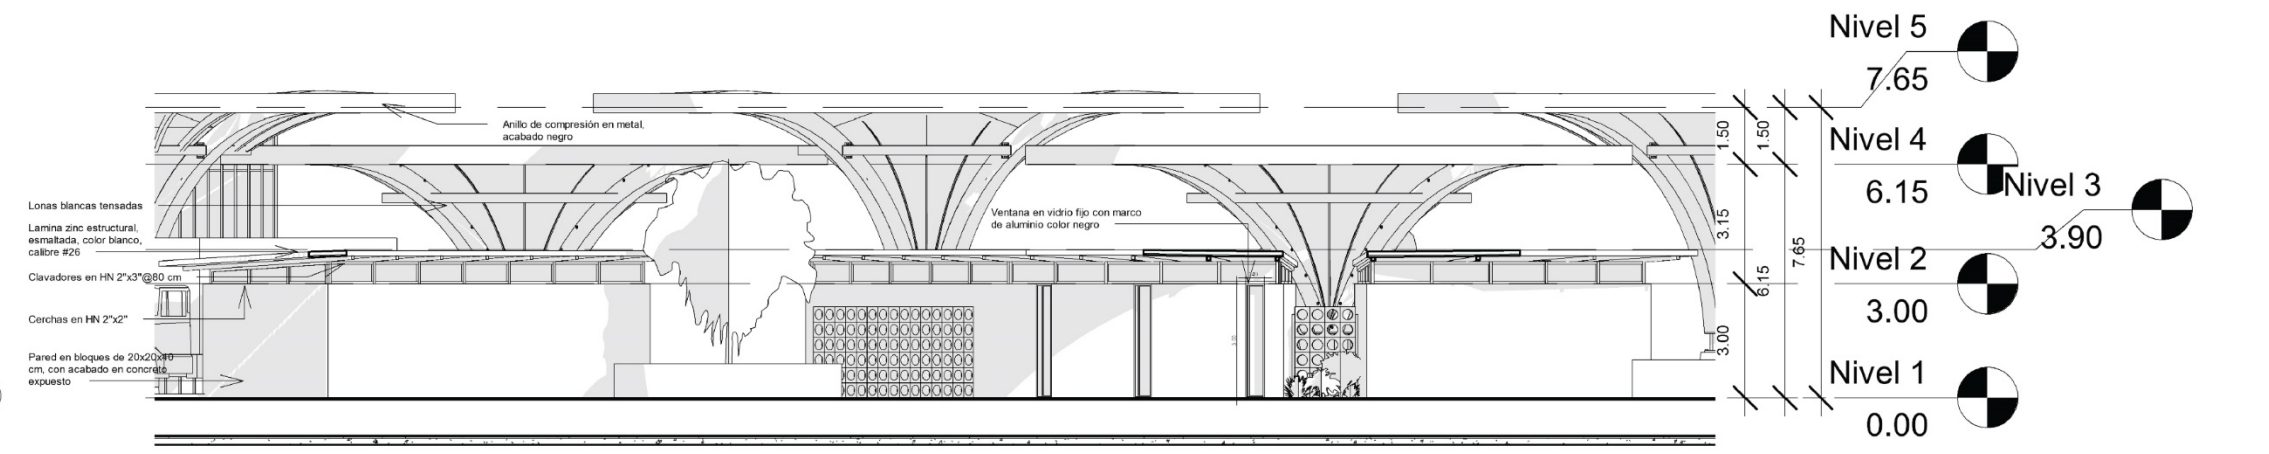 Anillo de compresión en metal,
acabado negro
Lonas blancas tensadas
Lamina zinc estructural,
esmaltada, color blanco,
calibre #26
Clavadores en HN 2"x3"@80 cm
Cerchas en HN 2"x2"
Pared en bloques de 20x20x40
cm, con acabado en concreto
expuesto
Ventana en vidrio fijo con marco
de aluminio color negro
1.50
3.15
3.00
1.50
6.15
7.65
Nivel 5
7.65
Nivel 4
6.15
Nivel 3
3.90
Nivel 2
3.00
Nivel 1
0.00